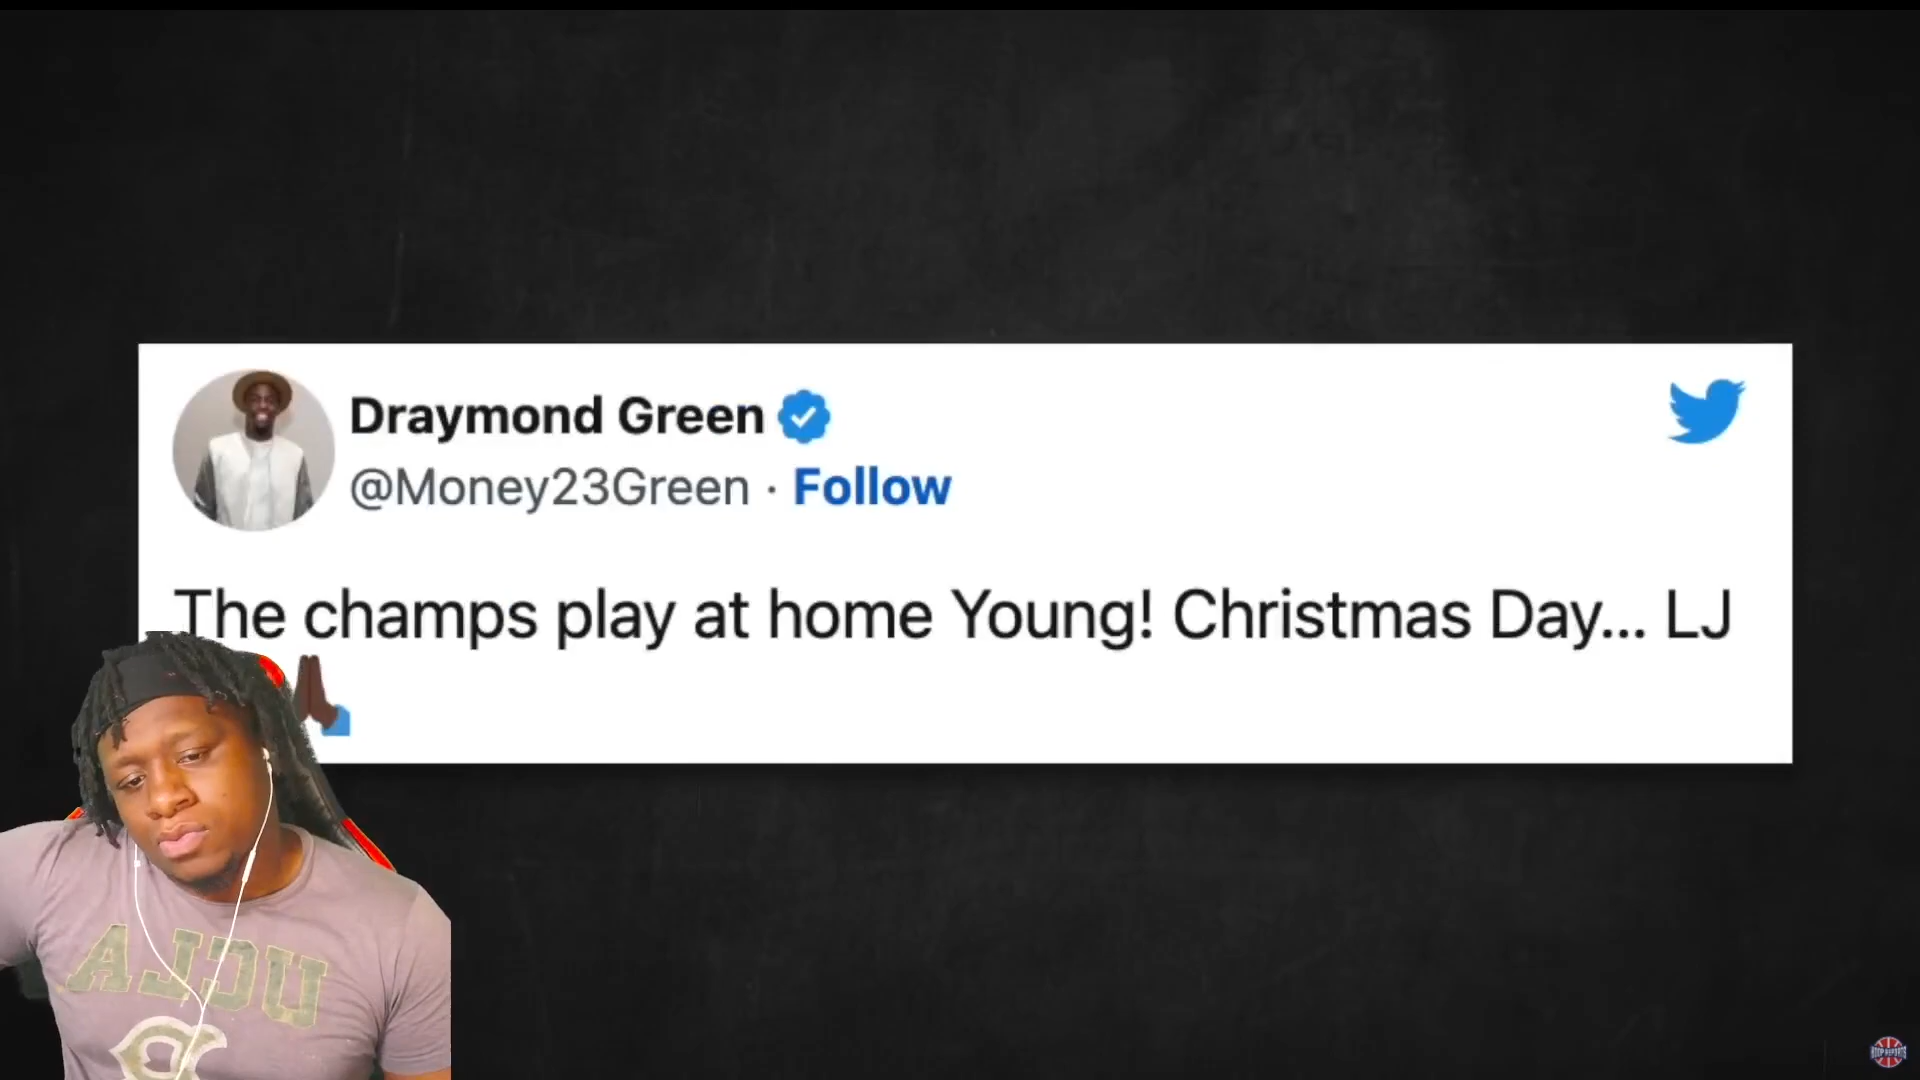 Draymond Green
@Money23Green · Follow
The champs play at home Young! Christmas Day... LJ
UCLA